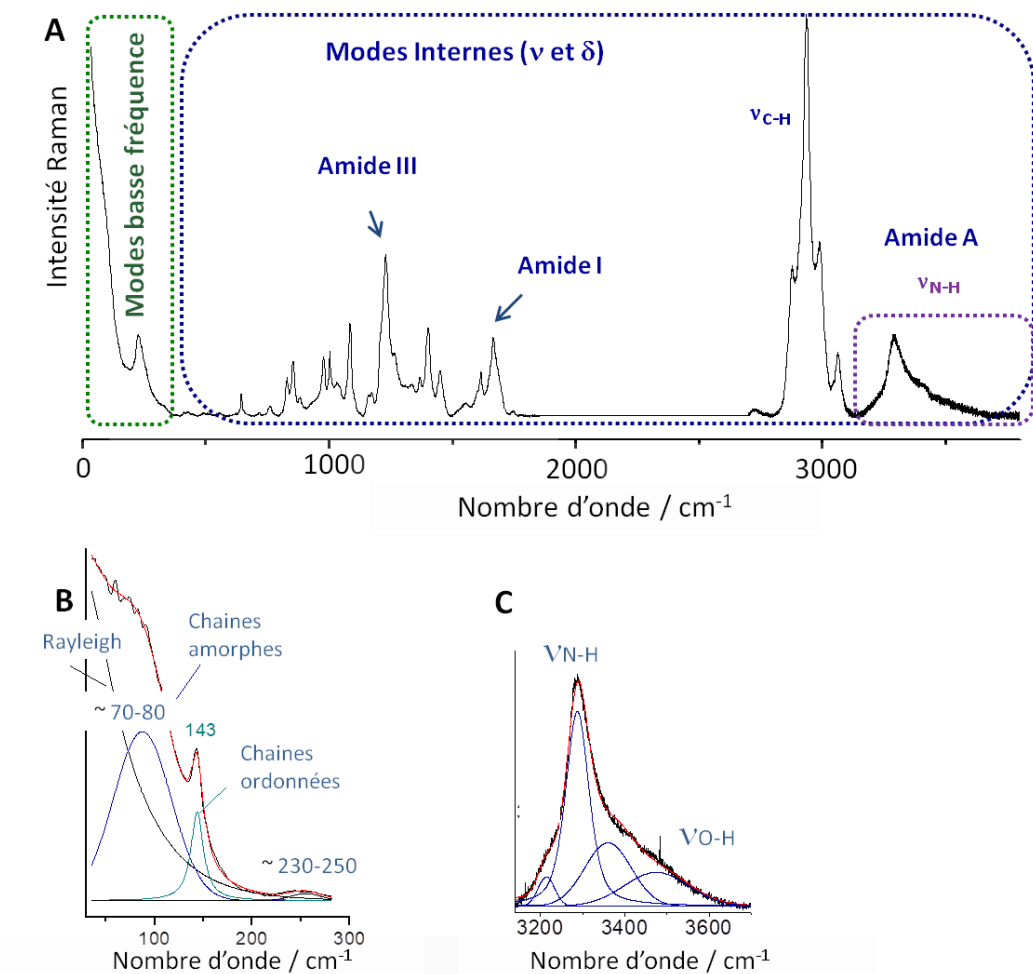 A
Modes Internes (ν et δ)
Intensité Raman
Modes basse fréquence
ν C-H
Amide III
Amide A
Amide I
ν N-H
0
1000
2000
3000
Nombre d'onde / cm-1
B
Chaines
amorphes
Rayleigh
~ 70-80
143
Chaines
ordonnées
~ 230-250
100
200
300
Nombre d'onde / cm-1
C
νN-H
νO-H
3200
3400
3600
Nombre d'onde / cm-1